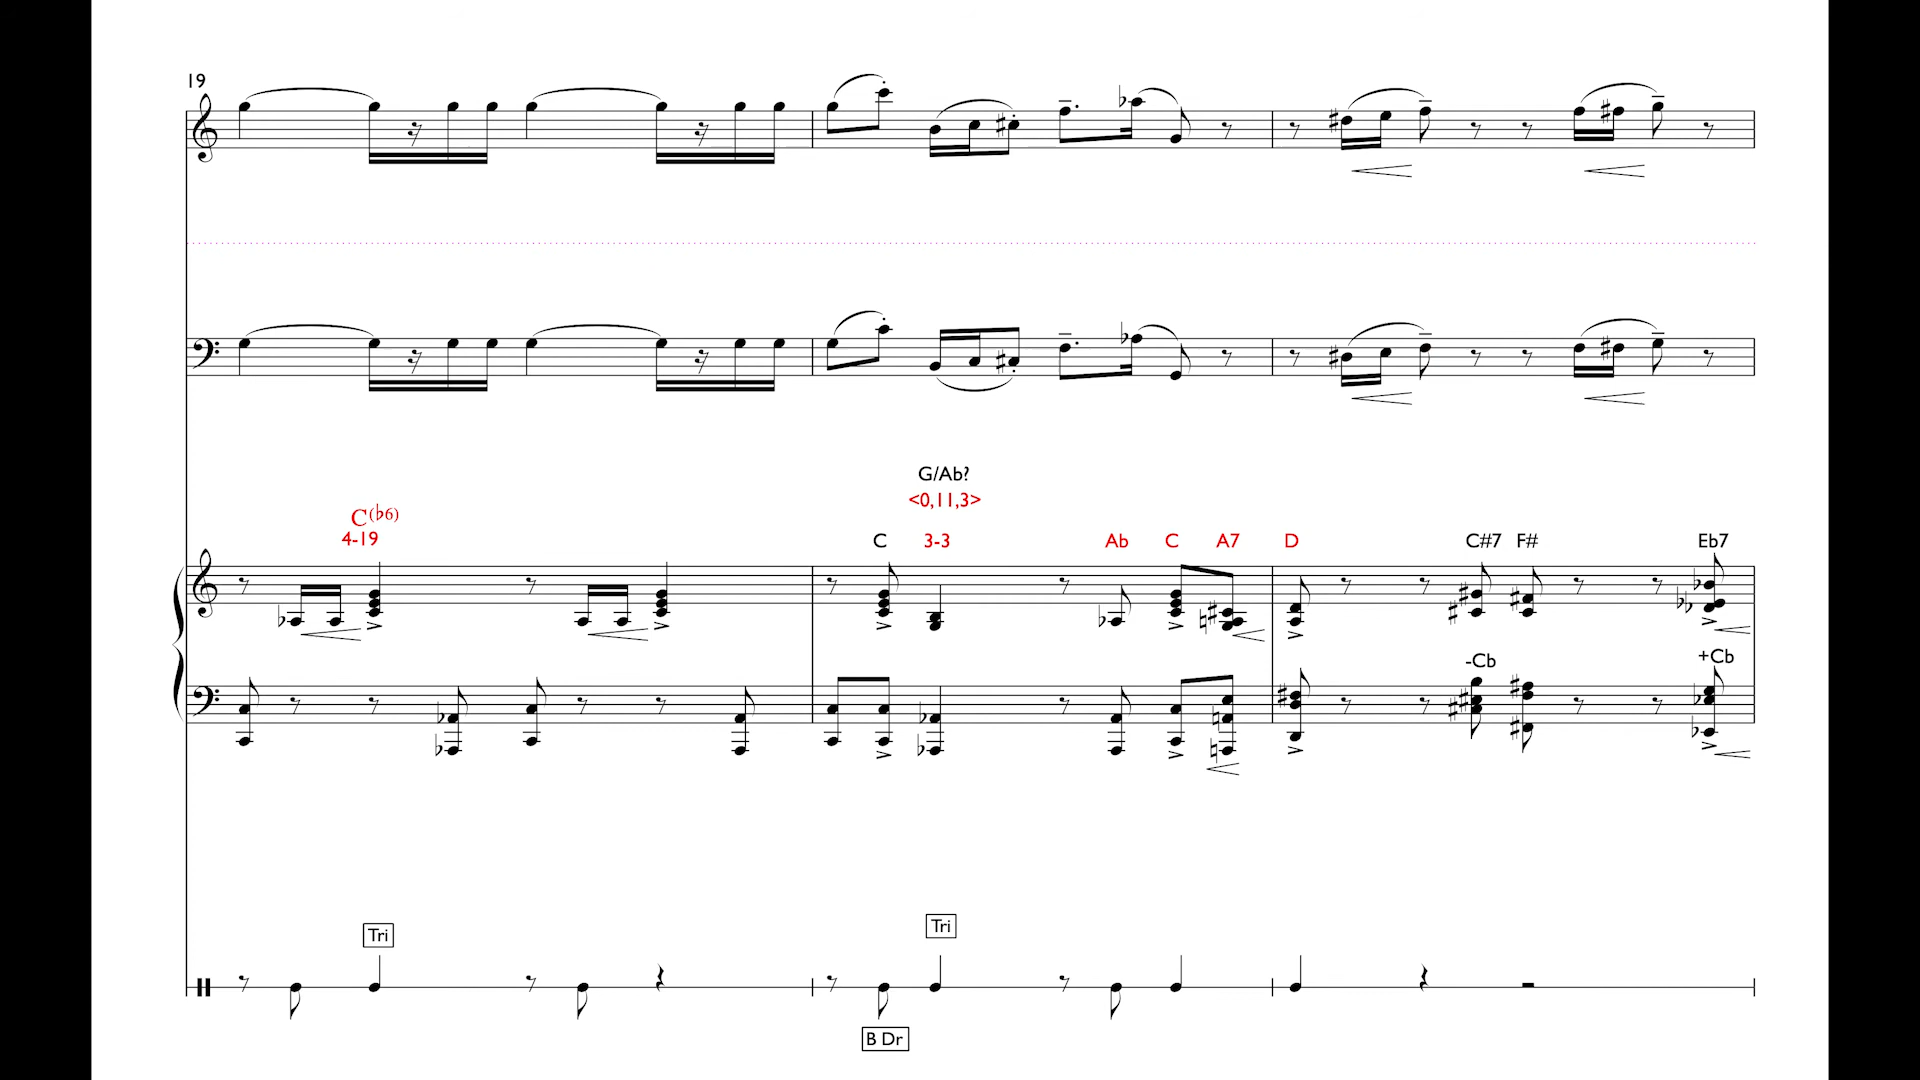 19
G/Ab?
<0,11,3>
C(♭6)
4-19
C 3-3 Ab C A7 D C#7 F# Eb7
-Cb +Cb
Tri Tri
B Dr